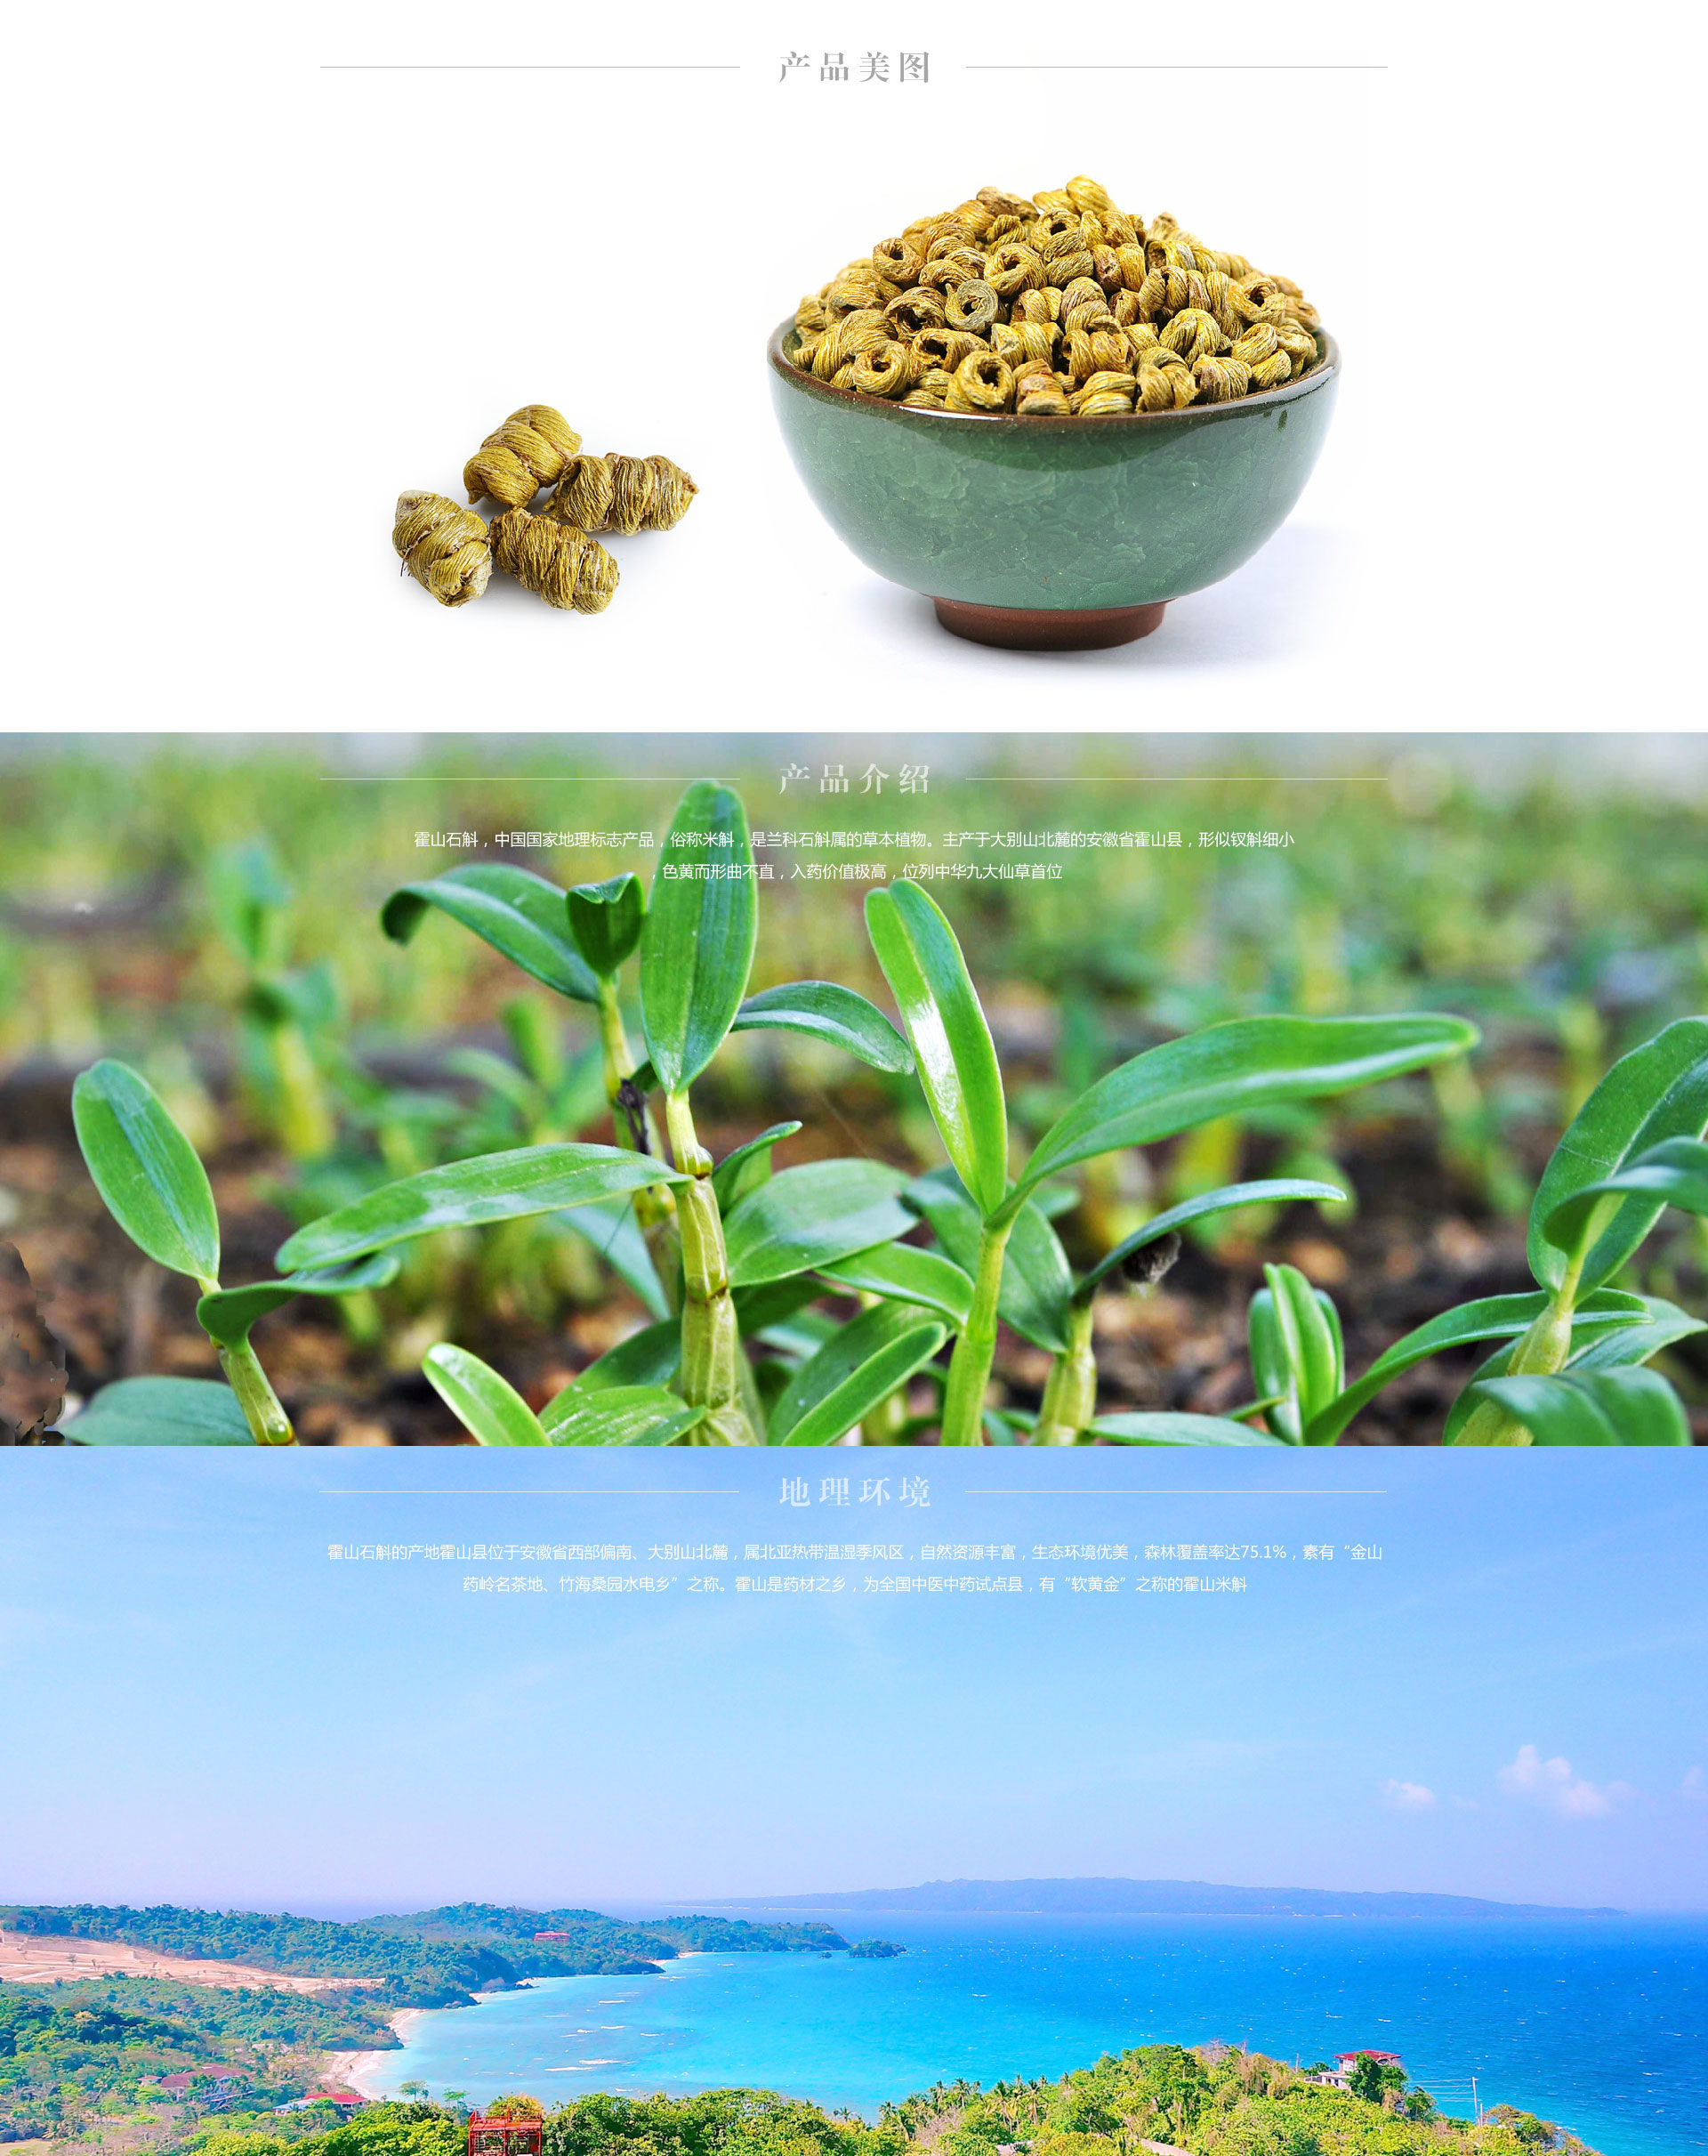 产品美图
产品介绍
霍山石斛，中国国家地理标志产品，俗称米斛，是兰科石斛属的草本植物。主产于大别山北麓的安徽省霍山县，形似钗斛细小
，色黄而形曲不直，入药价值极高，位列中华九大仙草首位
地理环境
霍山石斛的产地霍山县位于安徽省西部偏南、大别山北麓，属北亚热带温湿季风区，自然资源丰富，生态环境优美，森林覆盖率达75.1%，素有“金山
药岭名茶地、竹海桑园水电乡”之称。霍山是药材之乡，为全国中医中药试点县，有“软黄金”之称的霍山米斛